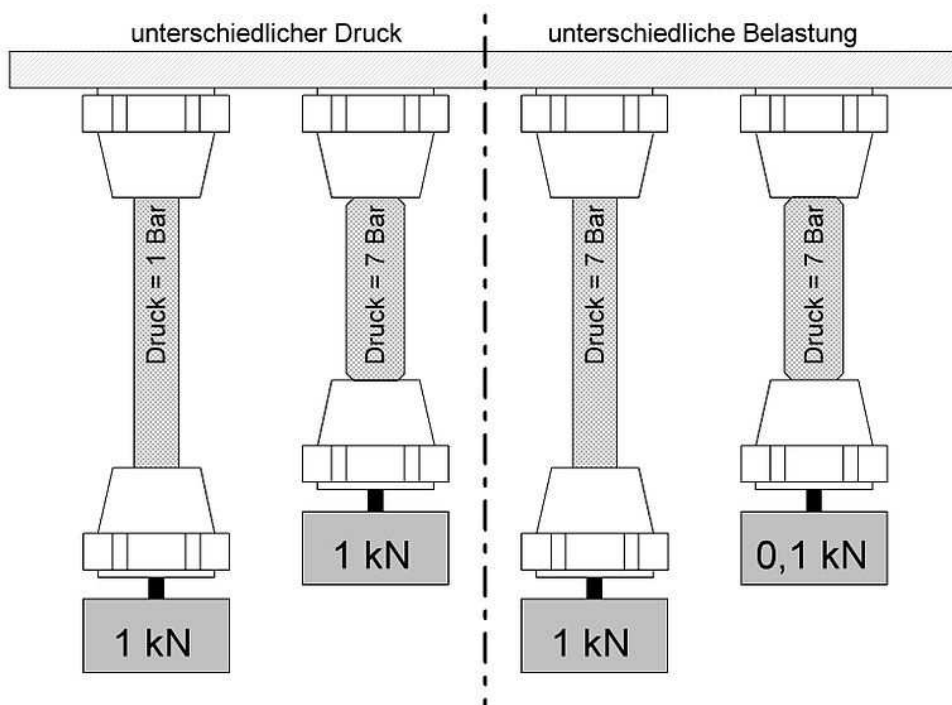 unterschiedlicher Druck
unterschiedliche Belastung
Druck = 1 Bar
Druck = 7 Bar
Druck = 7 Bar
Druck = 7 Bar
1 kN
1 kN
1 kN
0,1 kN